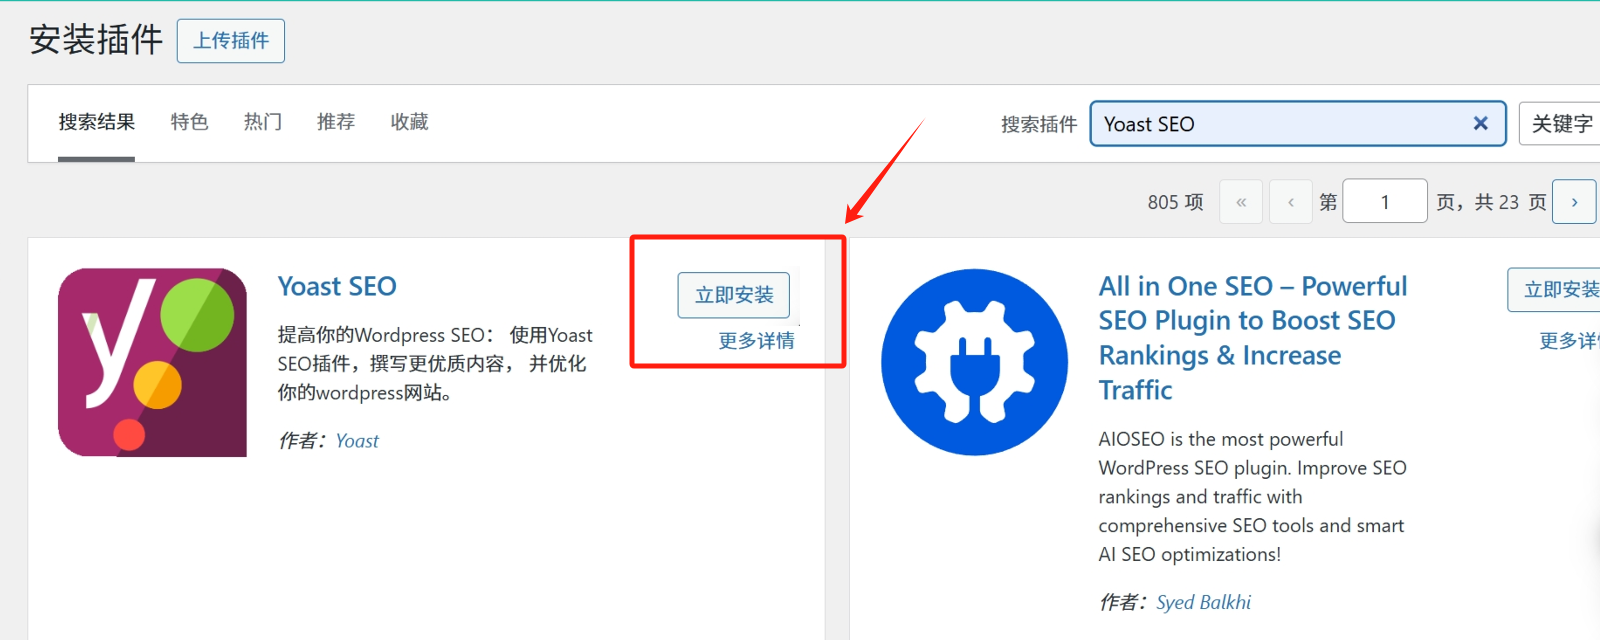 安装插件 上传插件
搜索结果 特色 热门 推荐 收藏 搜索插件 Yoast SEO 关键字
805 项 « ‹ 第 1 页，共 23 页 ›
Yoast SEO
立即安装
更多详情
提高你的Wordpress SEO： 使用Yoast
SEO插件，撰写更优质内容， 并优化
你的wordpress网站。
作者：Yoast
All in One SEO – Powerful
SEO Plugin to Boost SEO
Rankings & Increase
Traffic
立即安装
更多详
AIOSEO is the most powerful
WordPress SEO plugin. Improve SEO
rankings and traffic with
comprehensive SEO tools and smart
AI SEO optimizations!
作者：Syed Balkhi